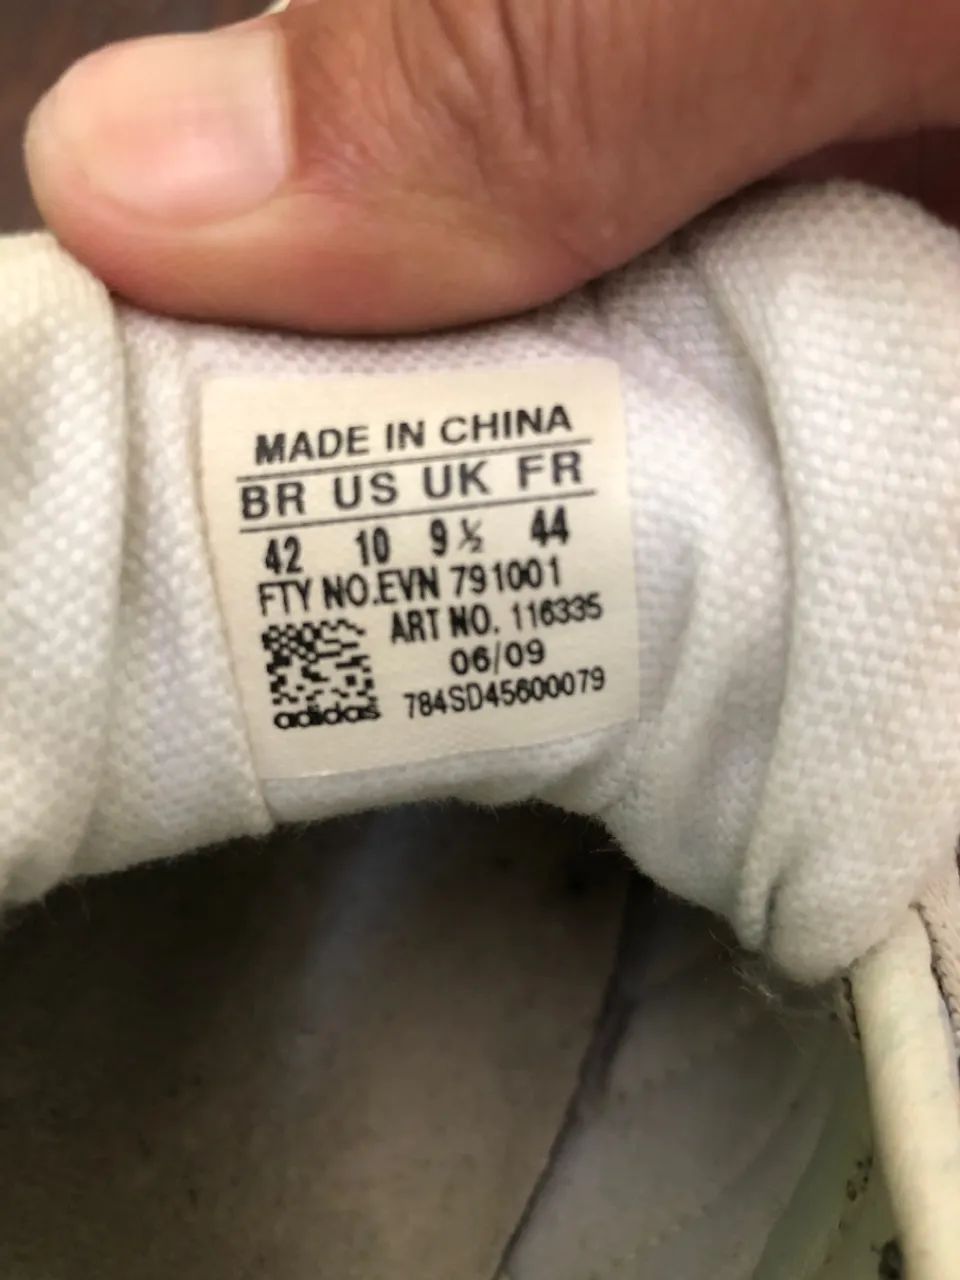 MADE IN CHINA
BR US UK FR
42 10 9½ 44
FTY NO.EVN 791001
ART NO. 116335
06/09
adidas 784SD45600079